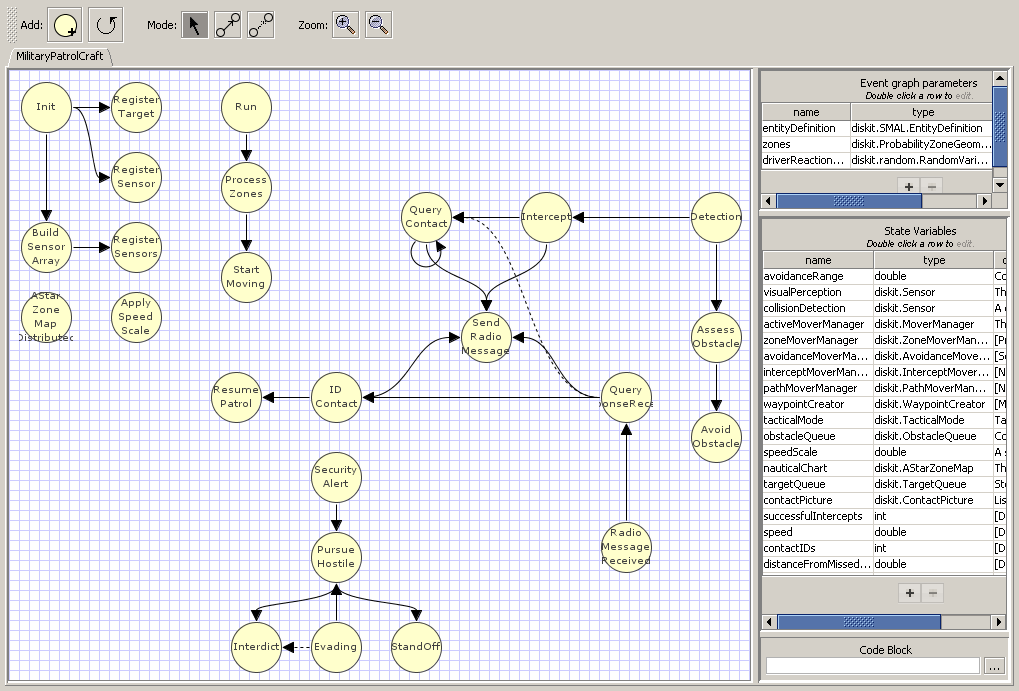 Add:
Mode:
Zoom:
MilitaryPatrolCraft
Init
Register
Target
Run
Register
Sensor
Process
Zones
Query
Contact
Intercept
Detection
Build
Sensor
Array
Register
Sensors
Start
Moving
AStar
Zone
Map
Distributed
Apply
Speed
Scale
Send
Radio
Message
Assess
Obstacle
Resume
Patrol
ID
Contact
Query
onseRece
Avoid
Obstacle
Security
Alert
Pursue
Hostile
Radio
Message
Received
Interdict
Evading
StandOff
Event graph parameters
Double click a row to edit.
name type
entityDefinition diskit.SMAL.EntityDefinition
zones diskit.ProbabilityZoneGeom...
driverReaction... diskit.random.RandomVari...
+ −
State Variables
Double click a row to edit.
name type
avoidanceRange double Co
visualPerception diskit.Sensor Th
collisionDetection diskit.Sensor A
activeMoverManager diskit.MoverManager Th
zoneMoverManager diskit.ZoneMoverMan... [Pr
avoidanceMoverMa... diskit.AvoidanceMove... [Se
interceptMoverMan... diskit.InterceptMover... [N
pathMoverManager diskit.PathMoverMan... [N
waypointCreator diskit.WaypointCreator [M
tacticalMode diskit.TacticalMode Ta
obstacleQueue diskit.ObstacleQueue Co
speedScale double A s
nauticalChart diskit.AStarZoneMap Th
targetQueue diskit.TargetQueue Sto
contactPicture diskit.ContactPicture Lis
successfulIntercepts int [D
speed double [D
contactIDs int [D
distanceFromMissed... double [D
+ −
Code Block
...